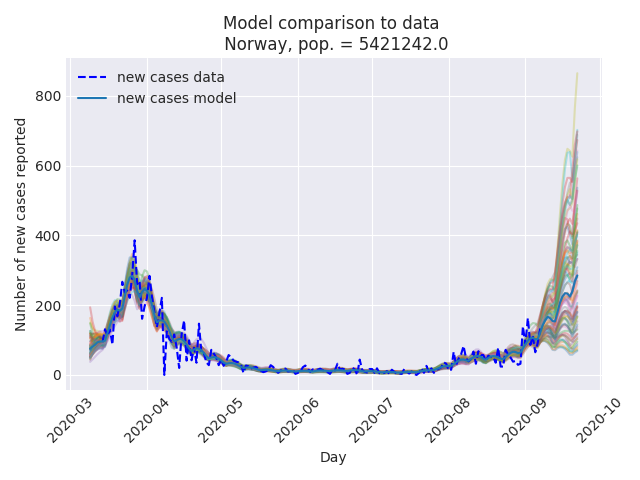 Model comparison to data
Norway, pop. = 5421242.0
new cases data
new cases model
Number of new cases reported
800
600
400
200
0
2020-03
2020-04
2020-05
2020-06
2020-07
2020-08
2020-09
2020-10
Day